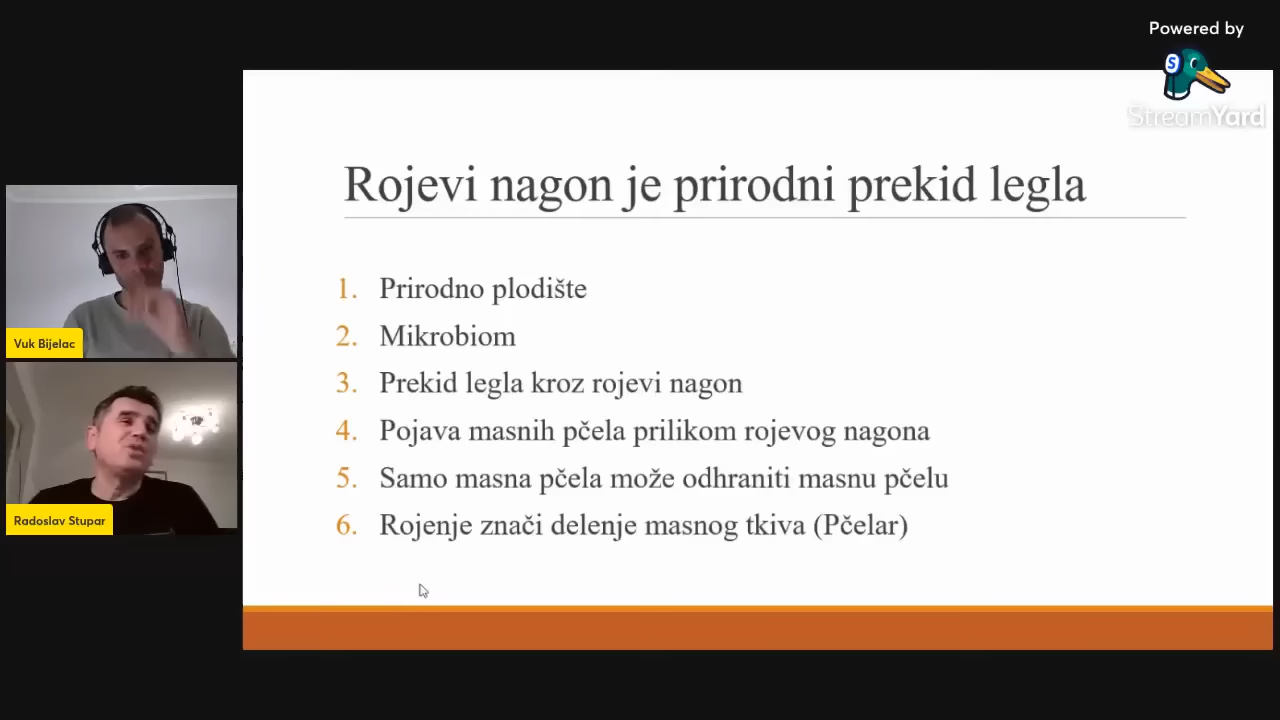 Powered by
StreamYard
Rojevi nagon je prirodni prekid legla
1. Prirodno plodište
2. Mikrobiom
3. Prekid legla kroz rojevi nagon
4. Pojava masnih pčela prilikom rojevog nagona
5. Samo masna pčela može odhraniti masnu pčelu
6. Rojenje znači delenje masnog tkiva (Pčelar)
Vuk Bijelac
Radoslav Stupar